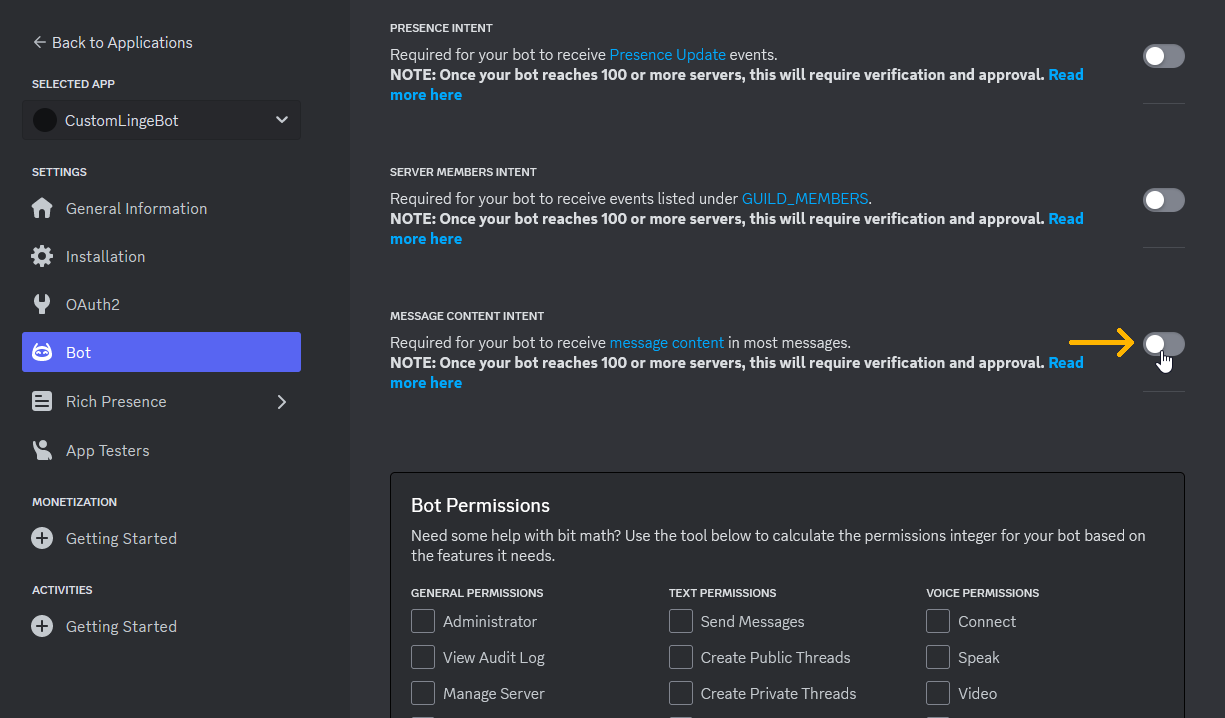 Back to Applications
SELECTED APP
CustomLingeBot
SETTINGS
General Information
Installation
OAuth2
Bot
Rich Presence
App Testers
MONETIZATION
Getting Started
ACTIVITIES
Getting Started
PRESENCE INTENT
Required for your bot to receive Presence Update events.
NOTE: Once your bot reaches 100 or more servers, this will require verification and approval. Read
more here
SERVER MEMBERS INTENT
Required for your bot to receive events listed under GUILD_MEMBERS.
NOTE: Once your bot reaches 100 or more servers, this will require verification and approval. Read
more here
MESSAGE CONTENT INTENT
Required for your bot to receive message content in most messages.
NOTE: Once your bot reaches 100 or more servers, this will require verification and approval. Read
more here
Bot Permissions
Need some help with bit math? Use the tool below to calculate the permissions integer for your bot based on
the features it needs.
GENERAL PERMISSIONS
Administrator
View Audit Log
Manage Server
TEXT PERMISSIONS
Send Messages
Create Public Threads
Create Private Threads
VOICE PERMISSIONS
Connect
Speak
Video